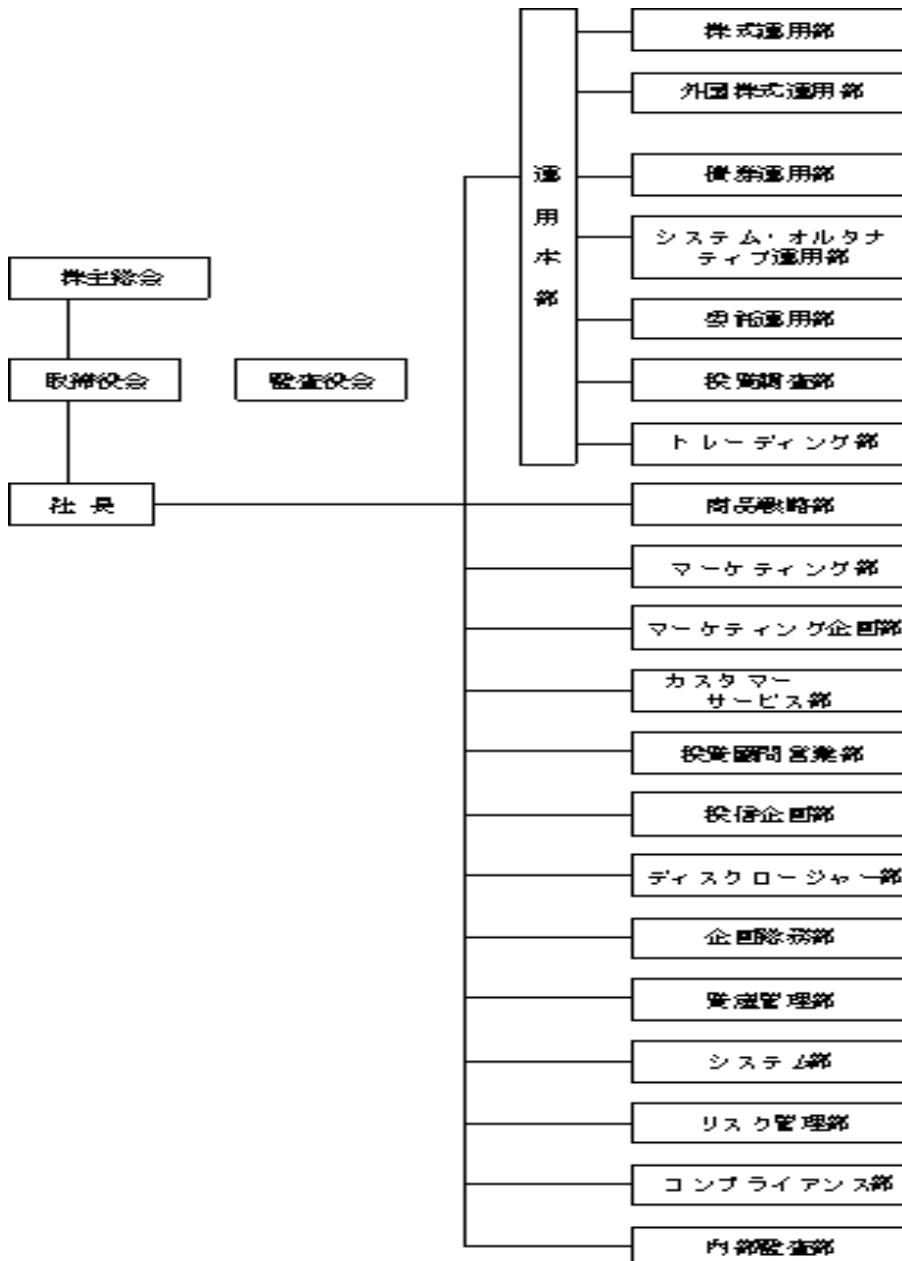 株主総会
取締役会
監査役会
社長
運用本部
株式運用部
外国株式運用部
債券運用部
システム・オルタナ
ティブ運用部
委託運用部
投資調査部
トレーディング部
商品戦略部
マーケティング部
マーケティング企画部
カスタマー
サービス部
投資顧問営業部
投信企画部
ディスクロージャー部
企画総務部
資産管理部
システム部
リスク管理部
コンプライアンス部
内部監査部